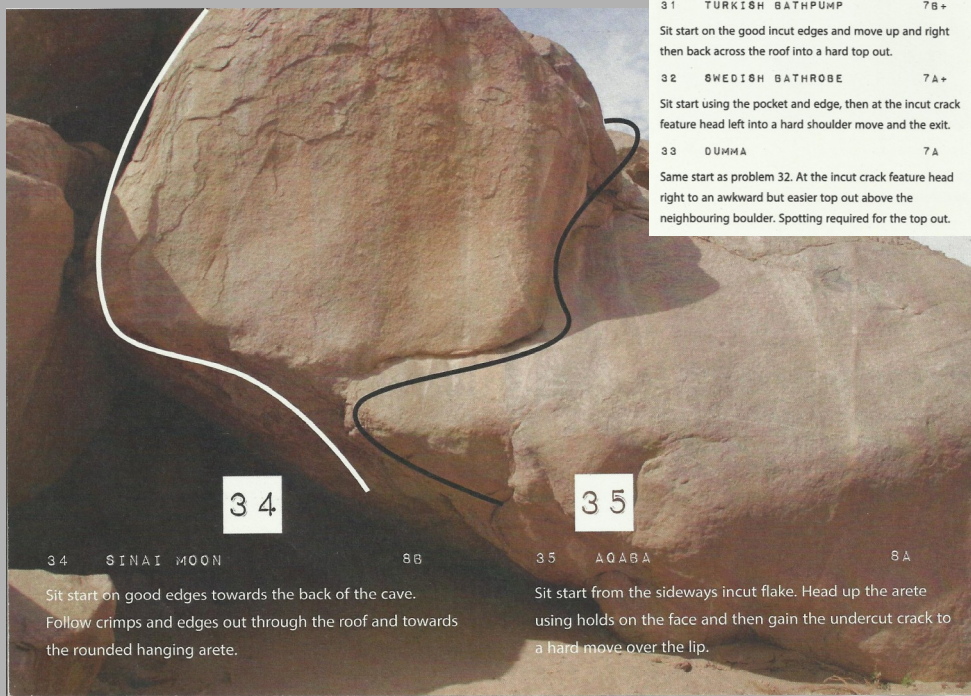 31 TURKISH BATHPUMP 7B+
Sit start on the good incut edges and move up and right
then back across the roof into a hard top out.
32 SWEDISH BATHROBE 7A+
Sit start using the pocket and edge, then at the incut crack
feature head left into a hard shoulder move and the exit.
33 DUMMA 7A
Same start as problem 32. At the incut crack feature head
right to an awkward but easier top out above the
neighbouring boulder. Spotting required for the top out.
34
34 SINAI MOON 8B
Sit start on good edges towards the back of the cave.
Follow crimps and edges out through the roof and towards
the rounded hanging arete.
35
35 AQABA 8A
Sit start from the sideways incut flake. Head up the arete
using holds on the face and then gain the undercut crack to
a hard move over the lip.